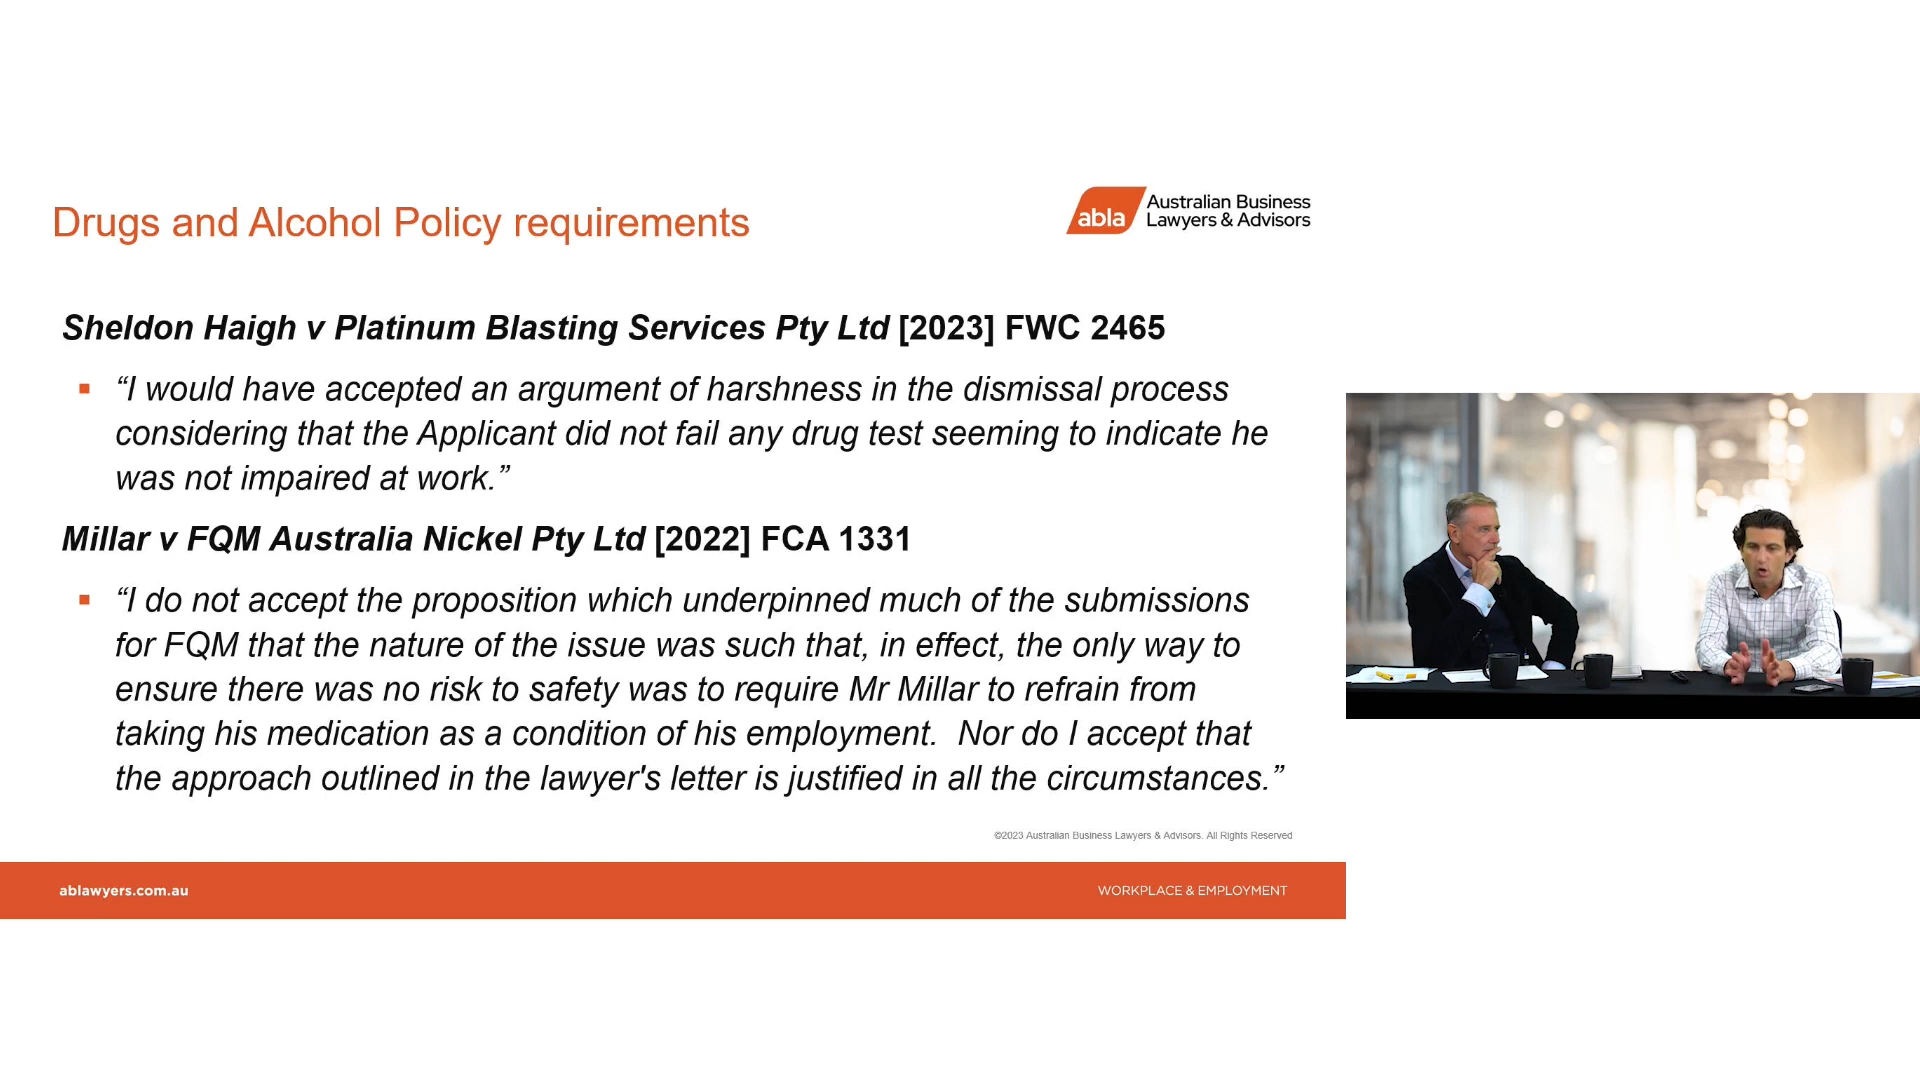 Drugs and Alcohol Policy requirements
abla
Australian Business
Lawyers & Advisors
Sheldon Haigh v Platinum Blasting Services Pty Ltd [2023] FWC 2465
“I would have accepted an argument of harshness in the dismissal process
considering that the Applicant did not fail any drug test seeming to indicate he
was not impaired at work.”
Millar v FQM Australia Nickel Pty Ltd [2022] FCA 1331
“I do not accept the proposition which underpinned much of the submissions
for FQM that the nature of the issue was such that, in effect, the only way to
ensure there was no risk to safety was to require Mr Millar to refrain from
taking his medication as a condition of his employment.  Nor do I accept that
the approach outlined in the lawyer's letter is justified in all the circumstances.”
©2023 Australian Business Lawyers & Advisors. All Rights Reserved
ablawyers.com.au
WORKPLACE & EMPLOYMENT